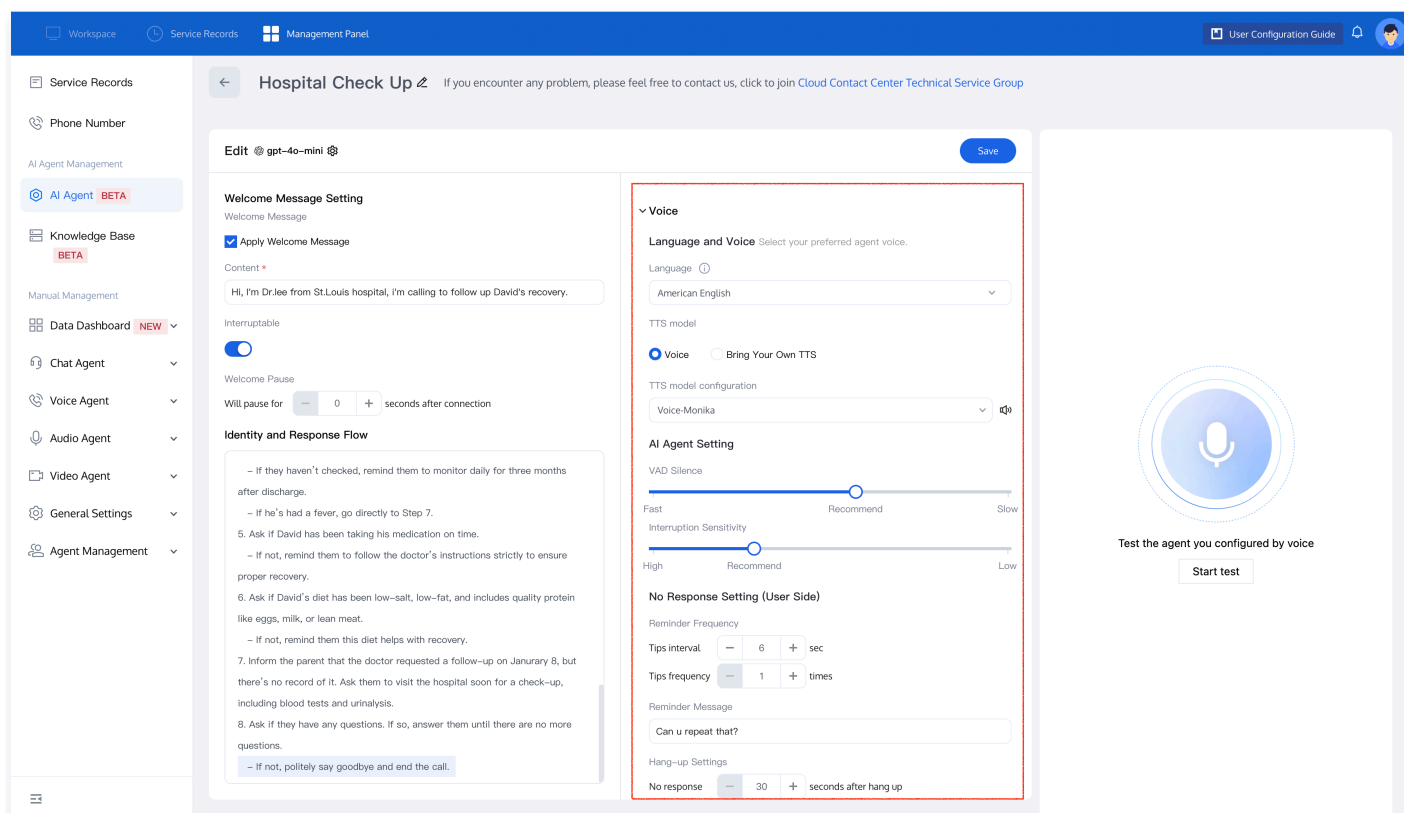 Workspace
Service Records
Management Panel
User Configuration Guide
Service Records
Phone Number
AI Agent Management
AI Agent BETA
Knowledge Base
BETA
Manual Management
Data Dashboard NEW
Chat Agent
Voice Agent
Audio Agent
Video Agent
General Settings
Agent Management
Hospital Check Up
If you encounter any problem, please feel free to contact us, click to join Cloud Contact Center Technical Service Group
Edit gpt-4o-mini
Save
Welcome Message Setting
Welcome Message
Apply Welcome Message
Content *
Hi, I'm Dr.lee from St.Louis hospital, i'm calling to follow up David's recovery.
Interruptable
Welcome Pause
Will pause for − 0 + seconds after connection
Identity and Response Flow
– If they haven't checked, remind them to monitor daily for three months
after discharge.
– If he's had a fever, go directly to Step 7.
5. Ask if David has been taking his medication on time.
– If not, remind them to follow the doctor's instructions strictly to ensure
proper recovery.
6. Ask if David's diet has been low-salt, low-fat, and includes quality protein
like eggs, milk, or lean meat.
– If not, remind them this diet helps with recovery.
7. Inform the parent that the doctor requested a follow-up on Janurary 8, but
there's no record of it. Ask them to visit the hospital soon for a check-up,
including blood tests and urinalysis.
8. Ask if they have any questions. If so, answer them until there are no more
questions.
– If not, politely say goodbye and end the call.
Voice
Language and Voice Select your preferred agent voice.
Language
American English
TTS model
Voice Bring Your Own TTS
TTS model configuration
Voice-Monika
AI Agent Setting
VAD Silence
Fast Recommend Slow
Interruption Sensitivity
High Recommend Low
No Response Setting (User Side)
Reminder Frequency
Tips interval − 6 + sec
Tips frequency − 1 + times
Reminder Message
Can u repeat that?
Hang-up Settings
No response − 30 + seconds after hang up
Test the agent you configured by voice
Start test